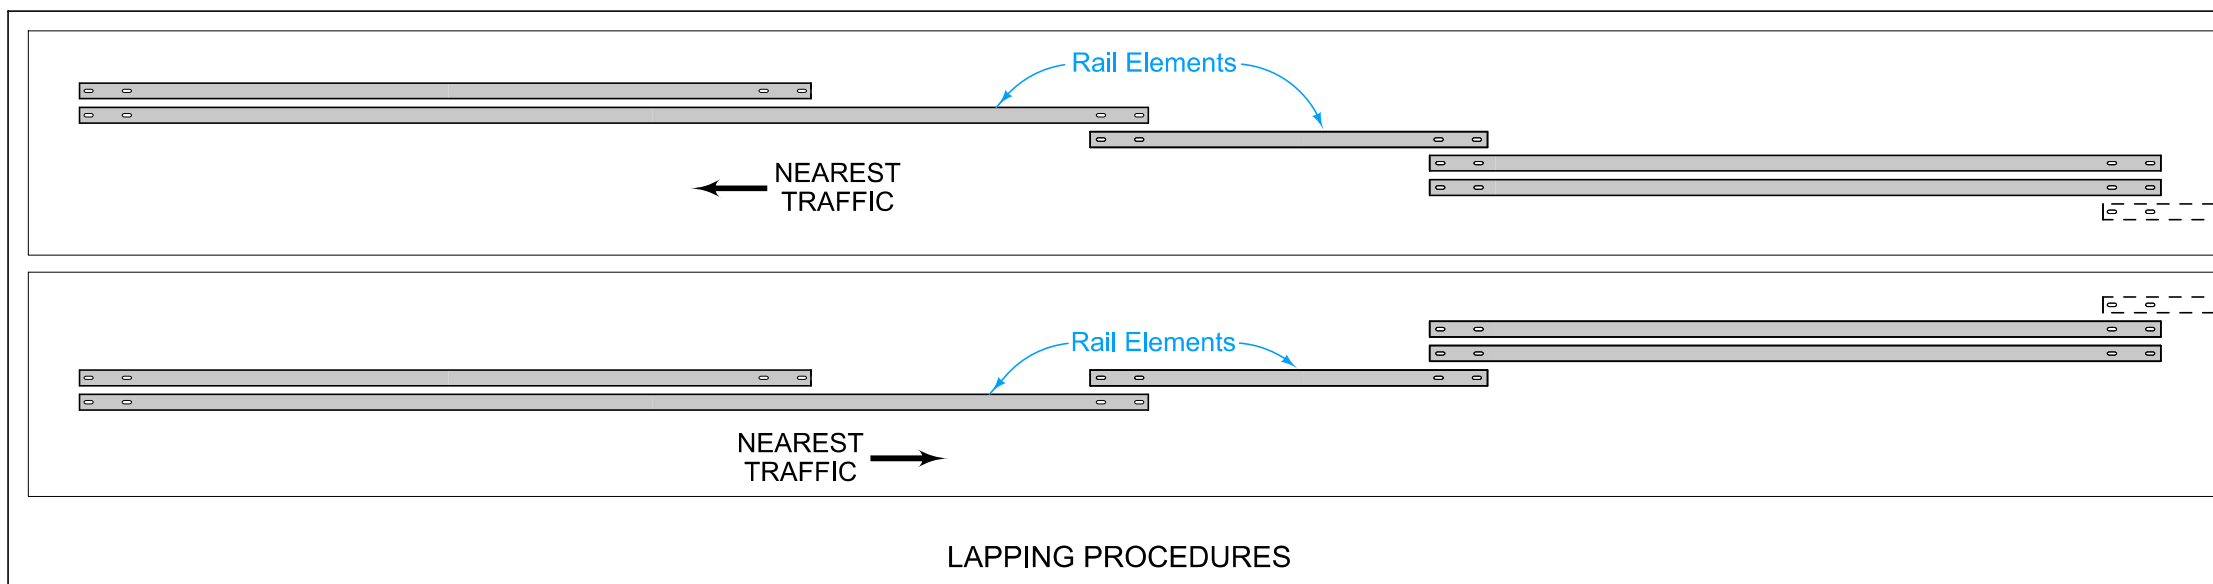 Rail Elements
NEAREST
TRAFFIC
Rail Elements
NEAREST
TRAFFIC
LAPPING PROCEDURES